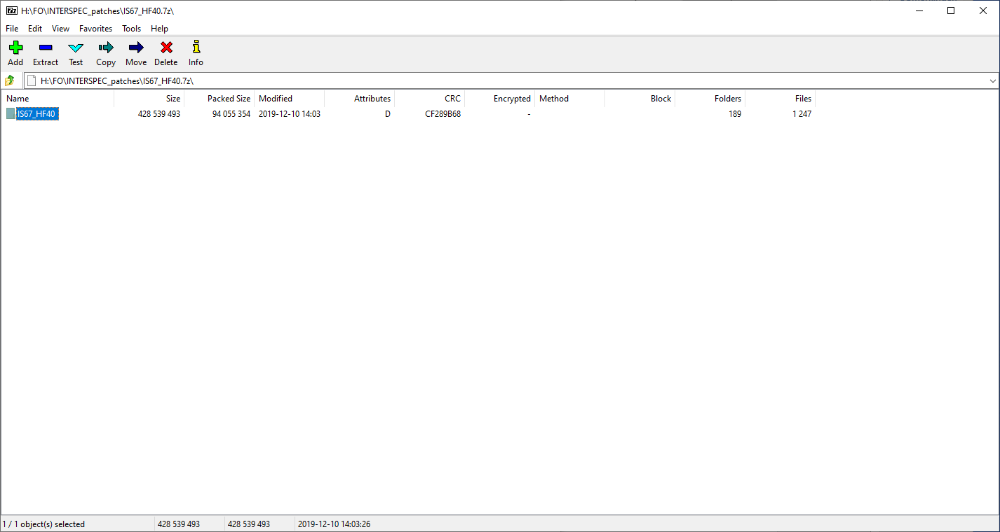 7z H:\FO\INTERSPEC_patches\IS67_HF40.7z\
File Edit View Favorites Tools Help
Add Extract Test Copy Move Delete Info
H:\FO\INTERSPEC_patches\IS67_HF40.7z\
Name Size Packed Size Modified Attributes CRC Encrypted Method Block Folders Files
IS67_HF40 428 539 493 94 055 354 2019-12-10 14:03 D CF289B68 - 189 1 247
1 / 1 object(s) selected 428 539 493 428 539 493 2019-12-10 14:03:26